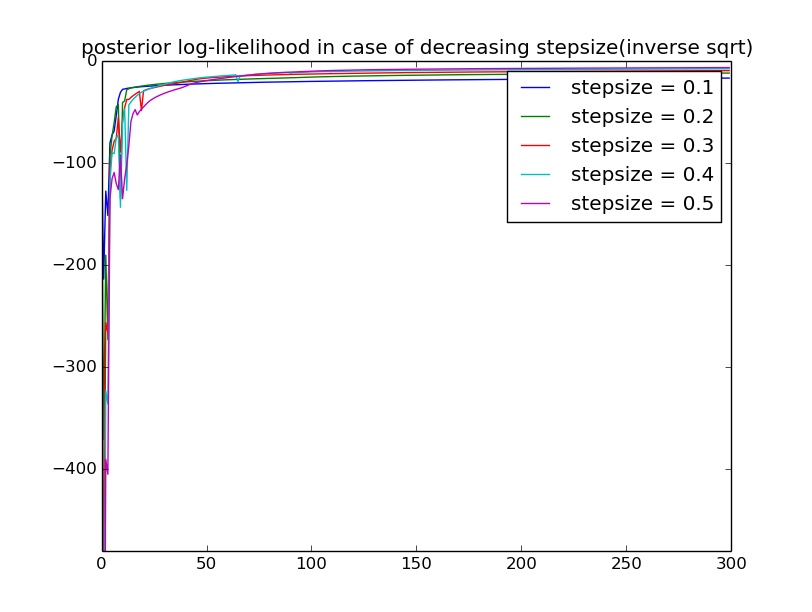 posterior log-likelihood in case of decreasing stepsize(inverse sqrt)
0
−100
−200
−300
−400
stepsize = 0.1
stepsize = 0.2
stepsize = 0.3
stepsize = 0.4
stepsize = 0.5
0 50 100 150 200 250 300